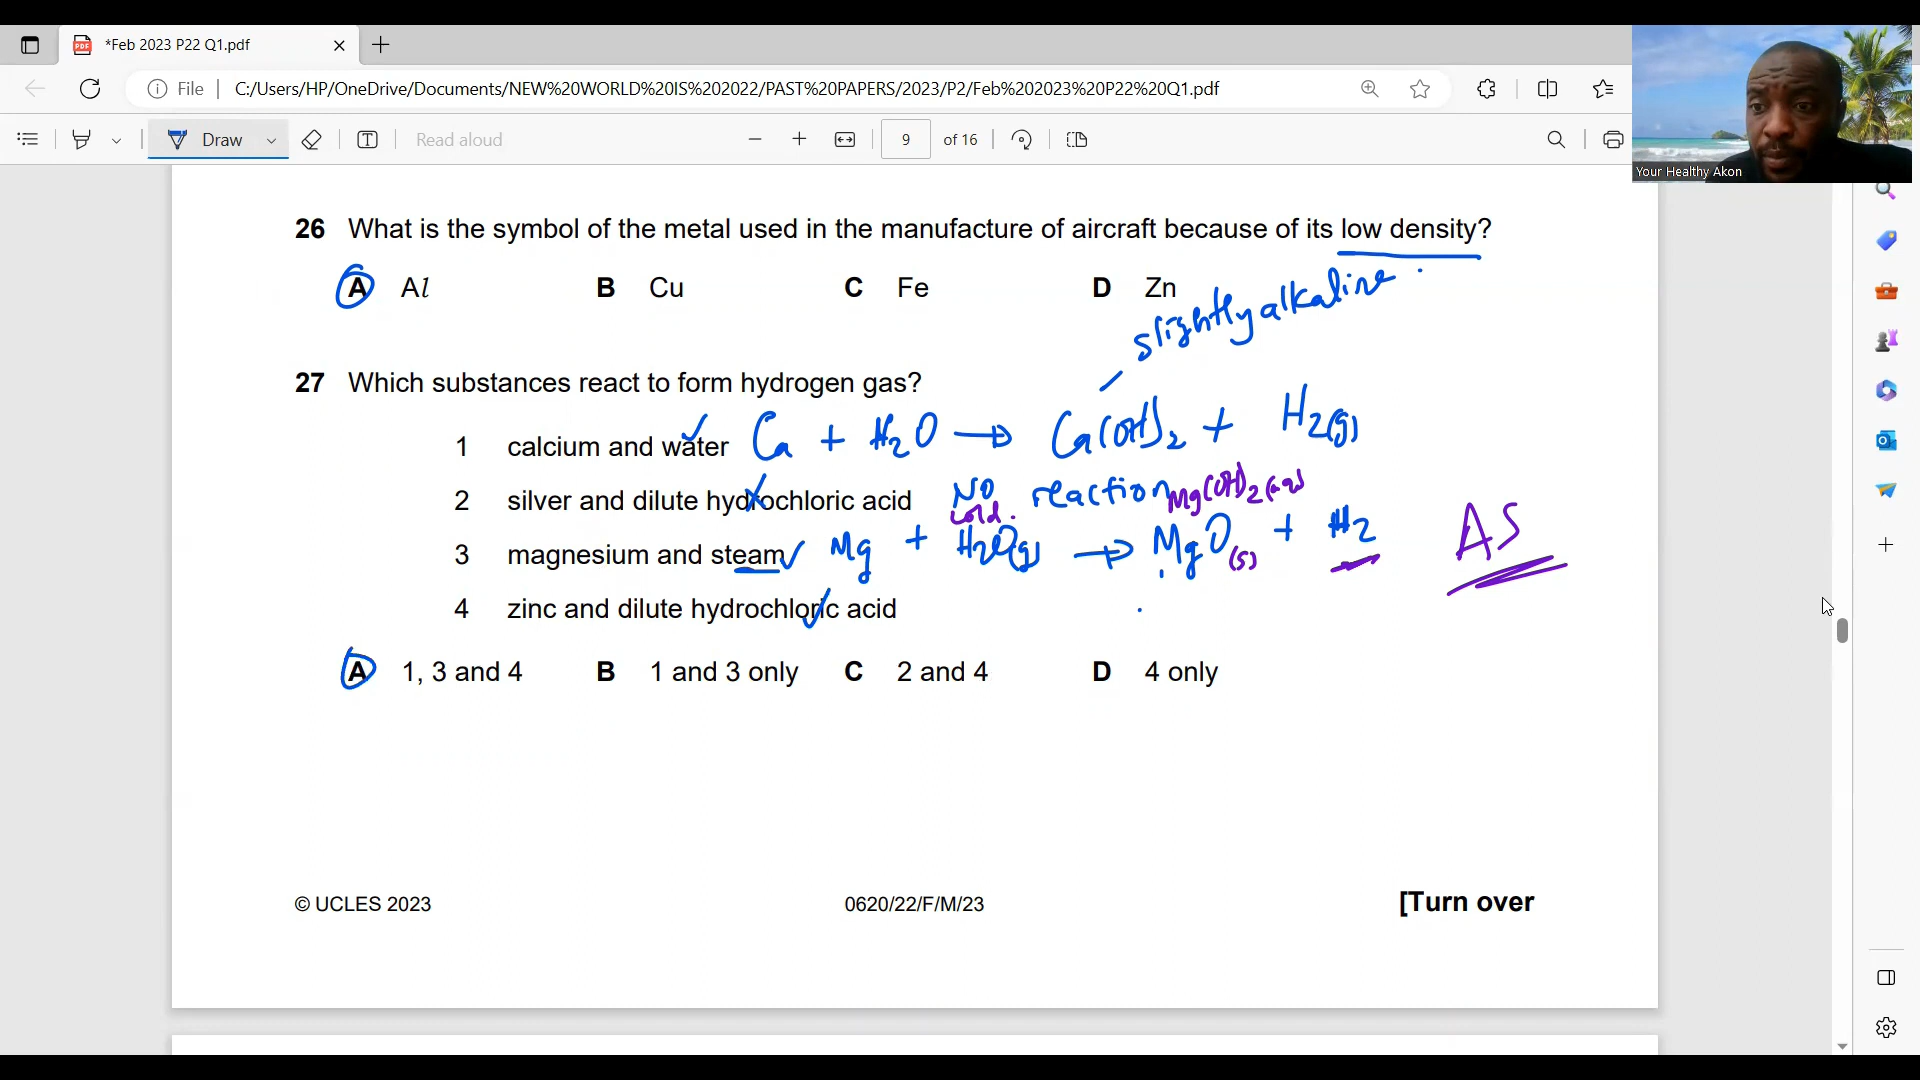 *Feb 2023 P22 Q1.pdf
File C:/Users/HP/OneDrive/Documents/NEW%20WORLD%20IS%202022/PAST%20PAPERS/2023/P2/Feb%202023%20P22%20Q1.pdf
Draw Read aloud 9 of 16
Your Healthy Akon
26 What is the symbol of the metal used in the manufacture of aircraft because of its low density?
A Al B Cu C Fe D Zn
slightly alkaline
27 Which substances react to form hydrogen gas?
1 calcium and water Ca + H2O → Ca(OH)2 + H2(g)
2 silver and dilute hydrochloric acid No reaction Mg(OH)2(aq)
cold.
3 magnesium and steam Mg + H2O(g) → MgO(s) + H2 AS
4 zinc and dilute hydrochloric acid
A 1, 3 and 4 B 1 and 3 only C 2 and 4 D 4 only
© UCLES 2023 0620/22/F/M/23 [Turn over